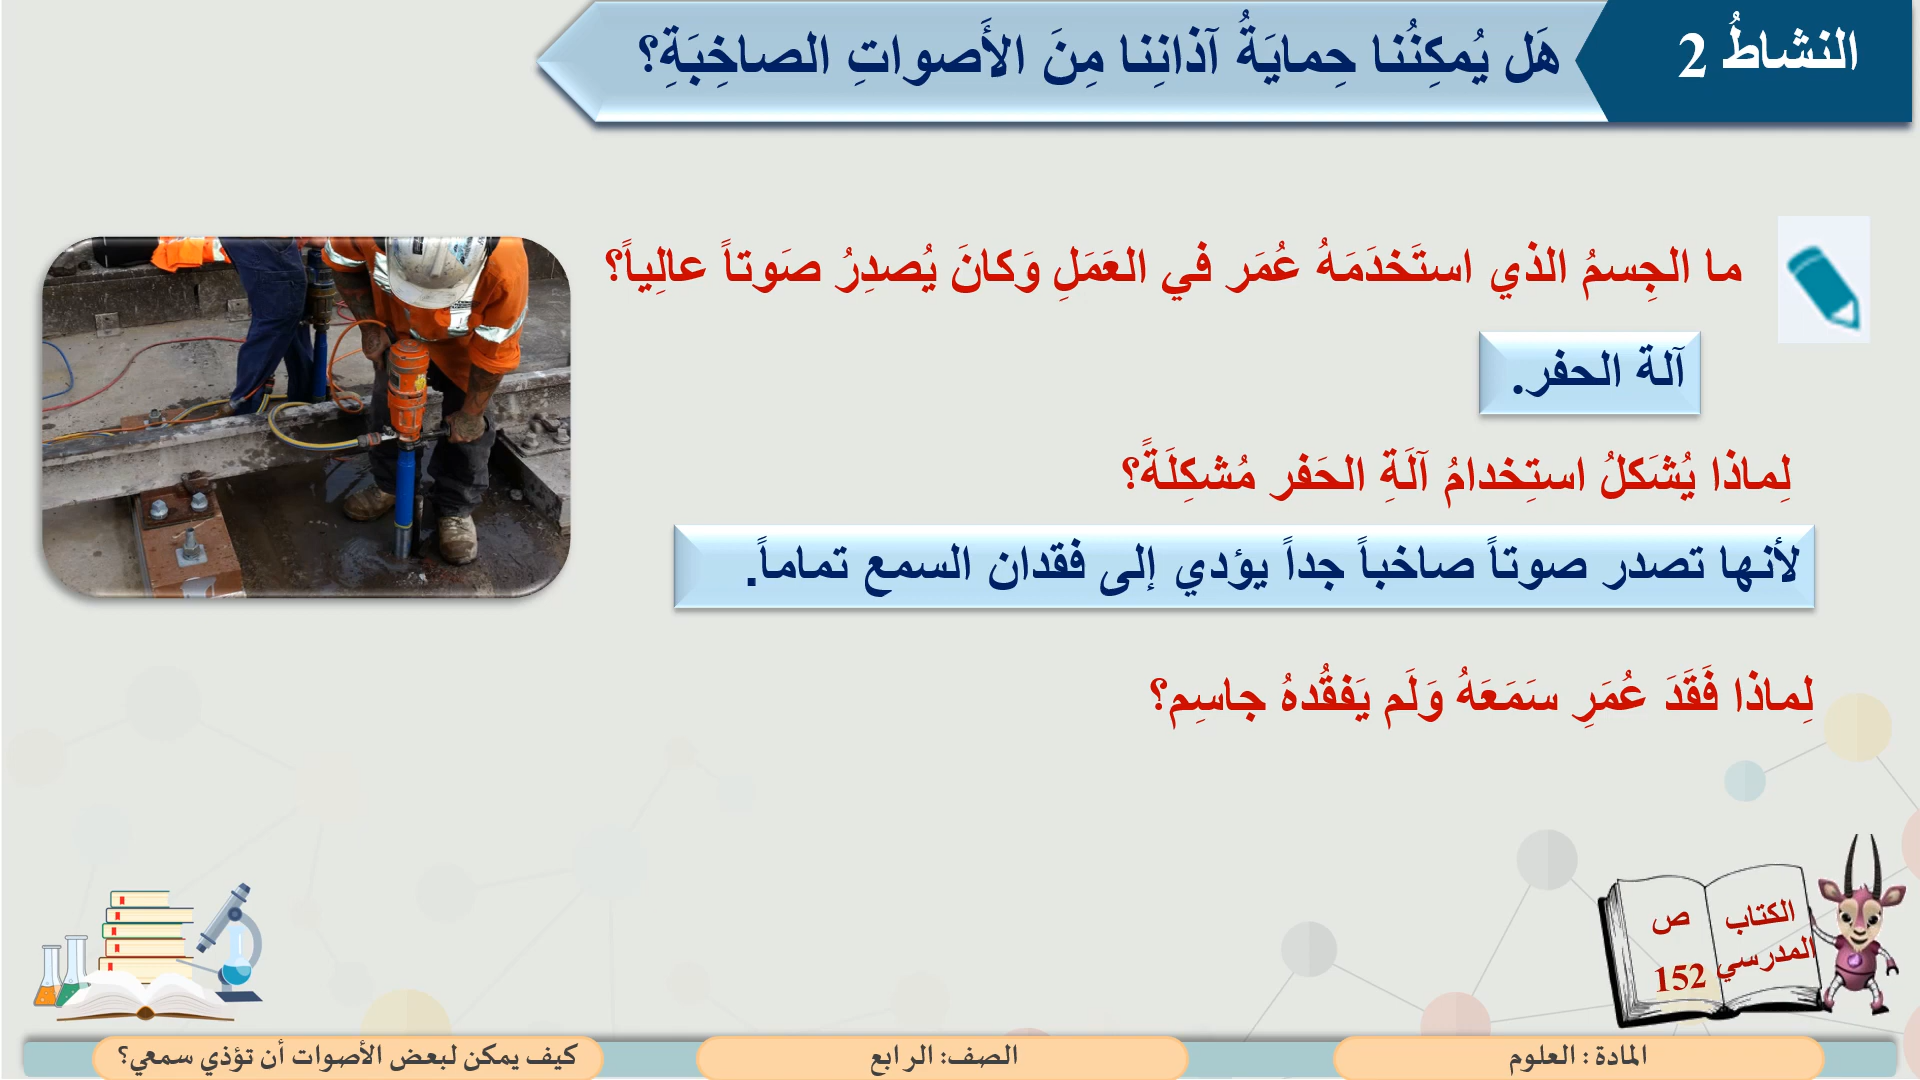 النشاطُ 2
هَل يُمكِنُنا حِمايَةُ آذانِنا مِنَ الأَصواتِ الصاخِبَةِ؟
ما الجِسمُ الذي استَخدَمَهُ عُمَر في العَمَلِ وَكانَ يُصدِرُ صَوتاً عالِياً؟
آلة الحفر.
لِماذا يُشَكلُ استِخدامُ آلَةِ الحَفر مُشكِلَةً؟
لأنها تصدر صوتاً صاخباً جداً يؤدي إلى فقدان السمع تماماً.
لِماذا فَقَدَ عُمَرِ سَمَعَهُ وَلَم يَفقُدهُ جاسِم؟
الكتاب
المدرسي
ص
152
المادة : العلوم
الصف: الرابع
كيف يمكن لبعض الأصوات أن تؤذي سمعي؟